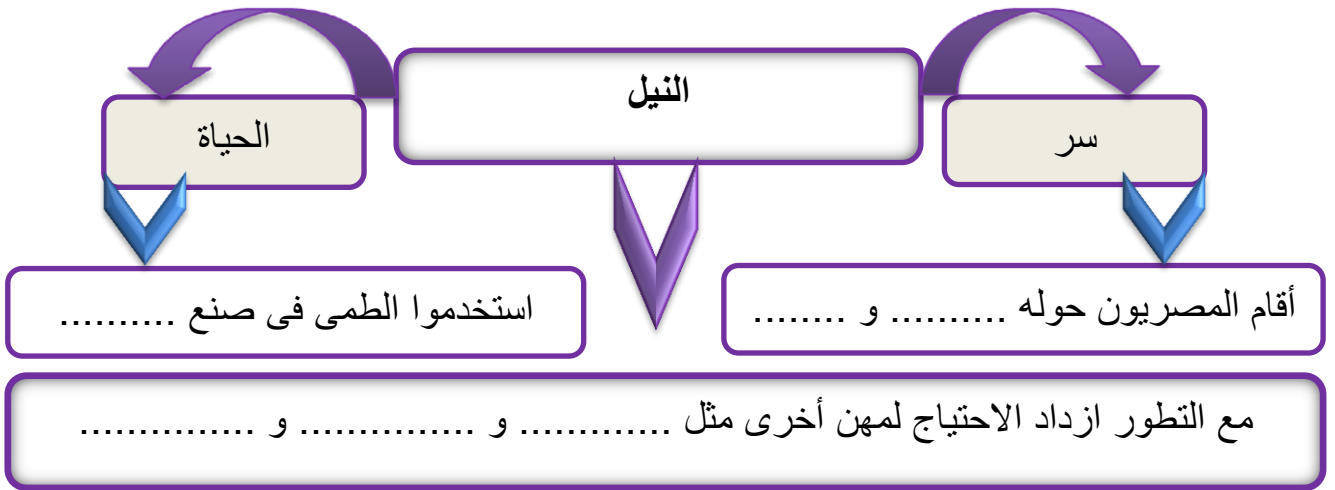 النيل
سر
الحياة
أقام المصريون حوله .......... و ........
استخدموا الطمى فى صنع ..........
مع التطور ازداد الاحتياج لمهن أخرى مثل ............. و ............... و ...............